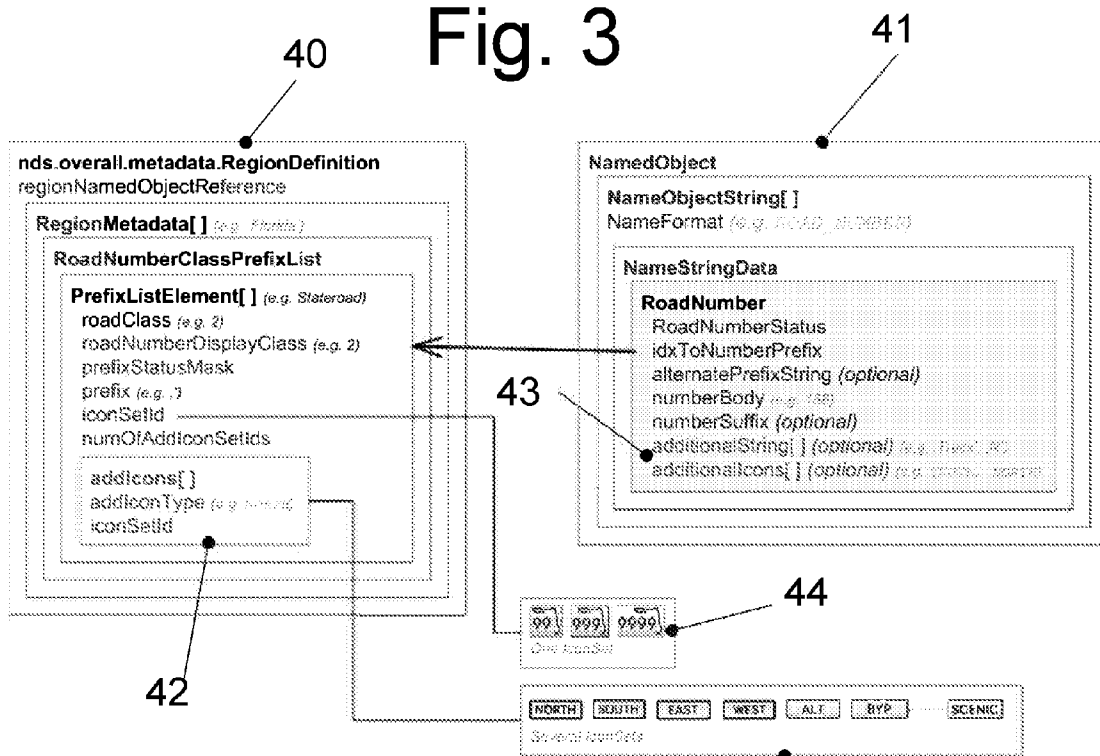 Fig. 3
40
41
nds.overall.metadata.RegionDefinition
regionNamedObjectReference
RegionMetadata[ ] (e.g. Florida)
RoadNumberClassPrefixList
PrefixListElement[ ] (e.g. Stateroad)
roadClass (e.g. 2)
roadNumberDisplayClass (e.g. 2)
prefixStatusMask
prefix (e.g. ,')
iconSetId
numOfAddIconSetIds
addIcons[ ]
addIconType (e.g.
iconSetId
42
NamedObject
NameObjectString[ ]
NameFormat (e.g. ROAD_NUMBER)
NameStringData
RoadNumber
RoadNumberStatus
idxToNumberPrefix
alternatePrefixString (optional)
numberBody (e.g.
numberSuffix (optional)
additionalString[ ] (optional) (e.g.
additionalIcons[ ] (optional) (e.g.
43
99 999 9999
One IconSet
44
NORTH SOUTH EAST WEST ALT BYP SCENIC
Several IconSets